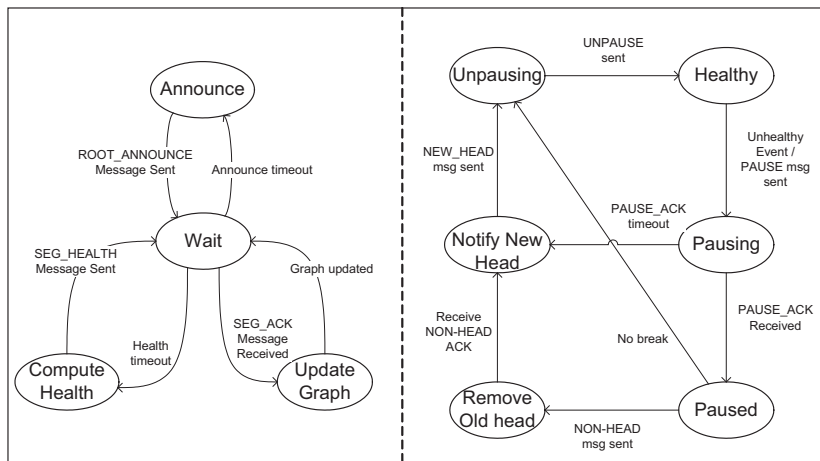 Announce
ROOT_ANNOUNCE
Message Sent
Announce timeout
Wait
SEG_HEALTH
Message Sent
Graph updated
Health
timeout
SEG_ACK
Message
Received
Compute
Health
Update
Graph
UNPAUSE
sent
Unpausing
Healthy
NEW_HEAD
msg sent
Unhealthy
Event /
PAUSE msg
sent
PAUSE_ACK
timeout
Notify New
Head
Pausing
Receive
NON-HEAD
ACK
No break
PAUSE_ACK
Received
Remove
Old head
Paused
NON-HEAD
msg sent